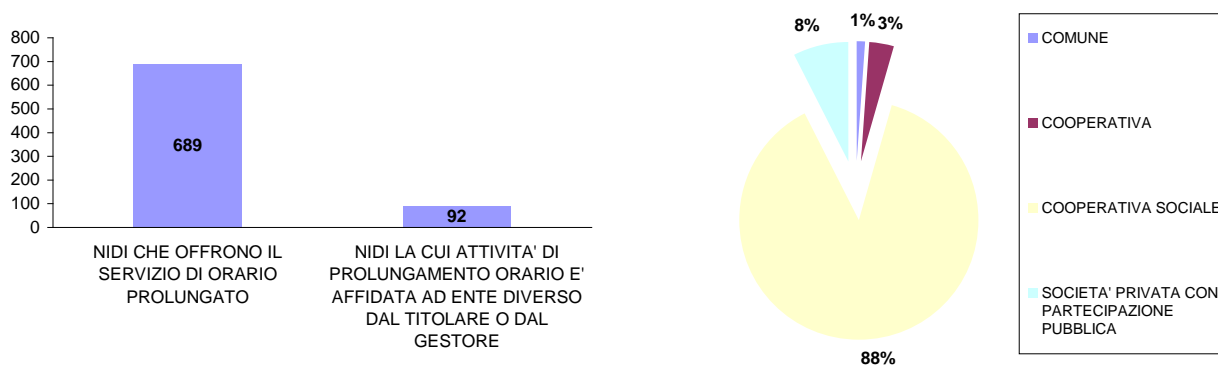 800
700
600
500
400
300
200
100
0
689
92
NIDI CHE OFFRONO IL
SERVIZIO DI ORARIO
PROLUNGATO
NIDI LA CUI ATTIVITA' DI
PROLUNGAMENTO ORARIO E'
AFFIDATA AD ENTE DIVERSO
DAL TITOLARE O DAL
GESTORE
8%
1%
3%
88%
COMUNE
COOPERATIVA
COOPERATIVA SOCIALE
SOCIETA' PRIVATA CON
PARTECIPAZIONE
PUBBLICA